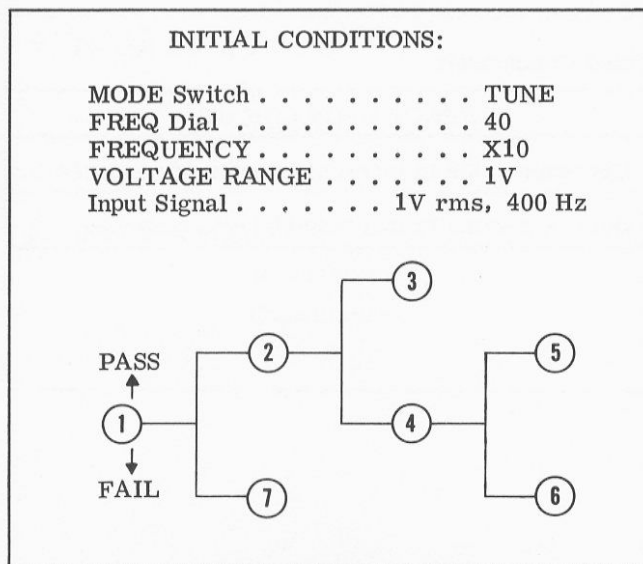 INITIAL CONDITIONS:
MODE Switch . . . . . . . . . . TUNE
FREQ Dial . . . . . . . . . . . 40
FREQUENCY . . . . . . . . . . X10
VOLTAGE RANGE . . . . . . . 1V
Input Signal . . . . . . . 1V rms, 400 Hz
3
2
5
PASS
1
4
FAIL
7
6